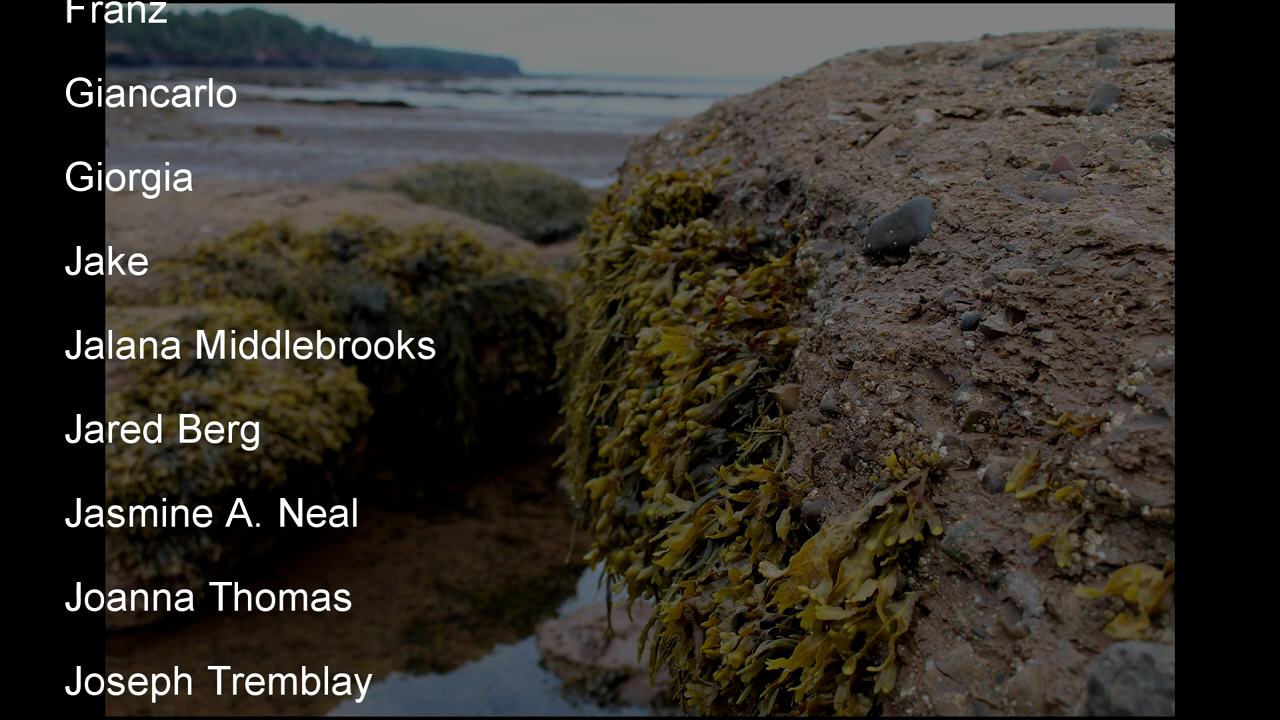 Franz
Giancarlo
Giorgia
Jake
Jalana Middlebrooks
Jared Berg
Jasmine A. Neal
Joanna Thomas
Joseph Tremblay